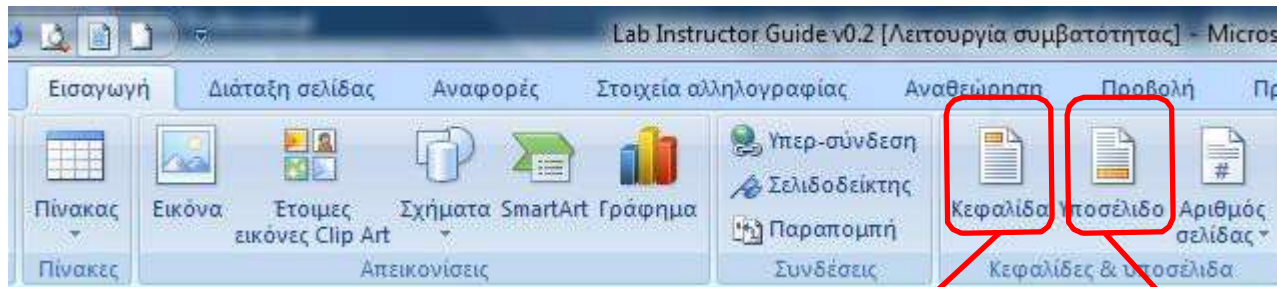 Lab Instructor Guide v0.2 [Λειτουργία συμβατότητας] - Micros
Εισαγωγή Διάταξη σελίδας Αναφορές Στοιχεία αλληλογραφίας Αναθεώρηση Προβολή Πρ
Πίνακας Εικόνα Έτοιμες εικόνες Clip Art Σχήματα SmartArt Γράφημα
Υπερ-σύνδεση
Σελιδοδείκτης
Παραπομπή
Κεφαλίδα Υποσέλιδο Αριθμός σελίδας
Πίνακες Απεικονίσεις Συνδέσεις Κεφαλίδες & υποσέλιδα